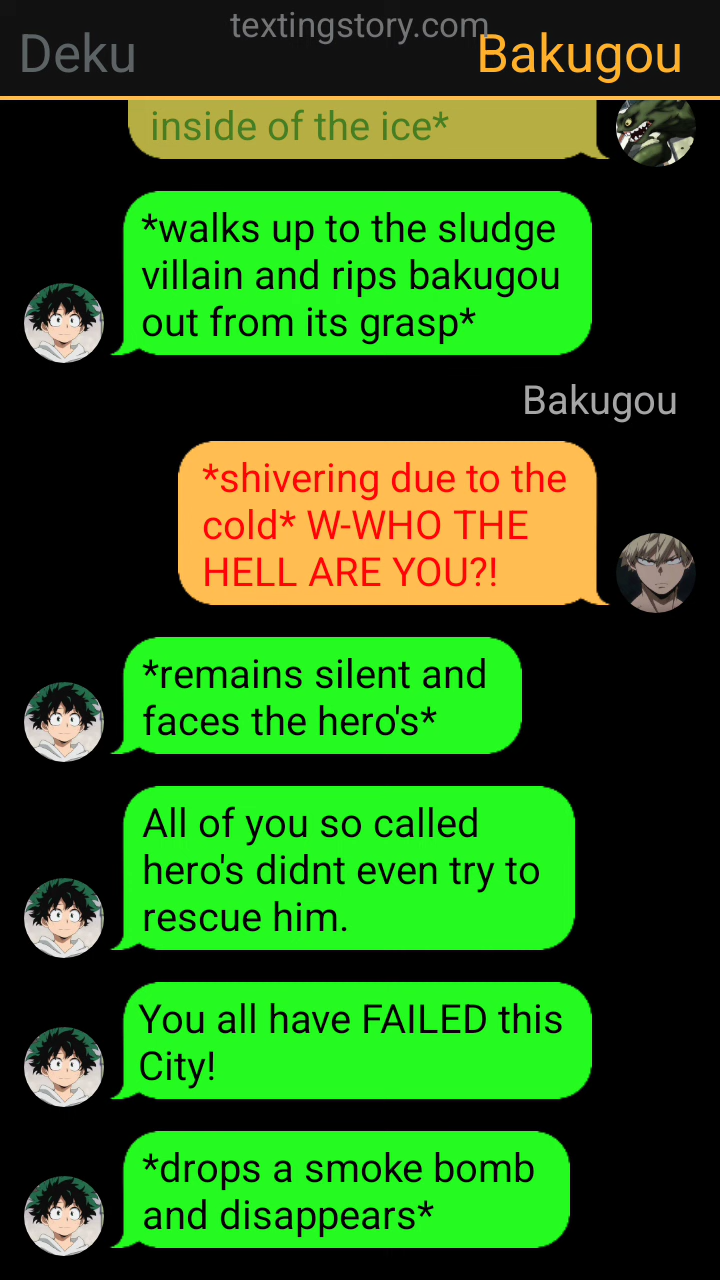 textingstory.com
Deku
Bakugou
inside of the ice*
*walks up to the sludge
villain and rips bakugou
out from its grasp*
Bakugou
*shivering due to the
cold* W-WHO THE
HELL ARE YOU?!
*remains silent and
faces the hero's*
All of you so called
hero's didnt even try to
rescue him.
You all have FAILED this
City!
*drops a smoke bomb
and disappears*